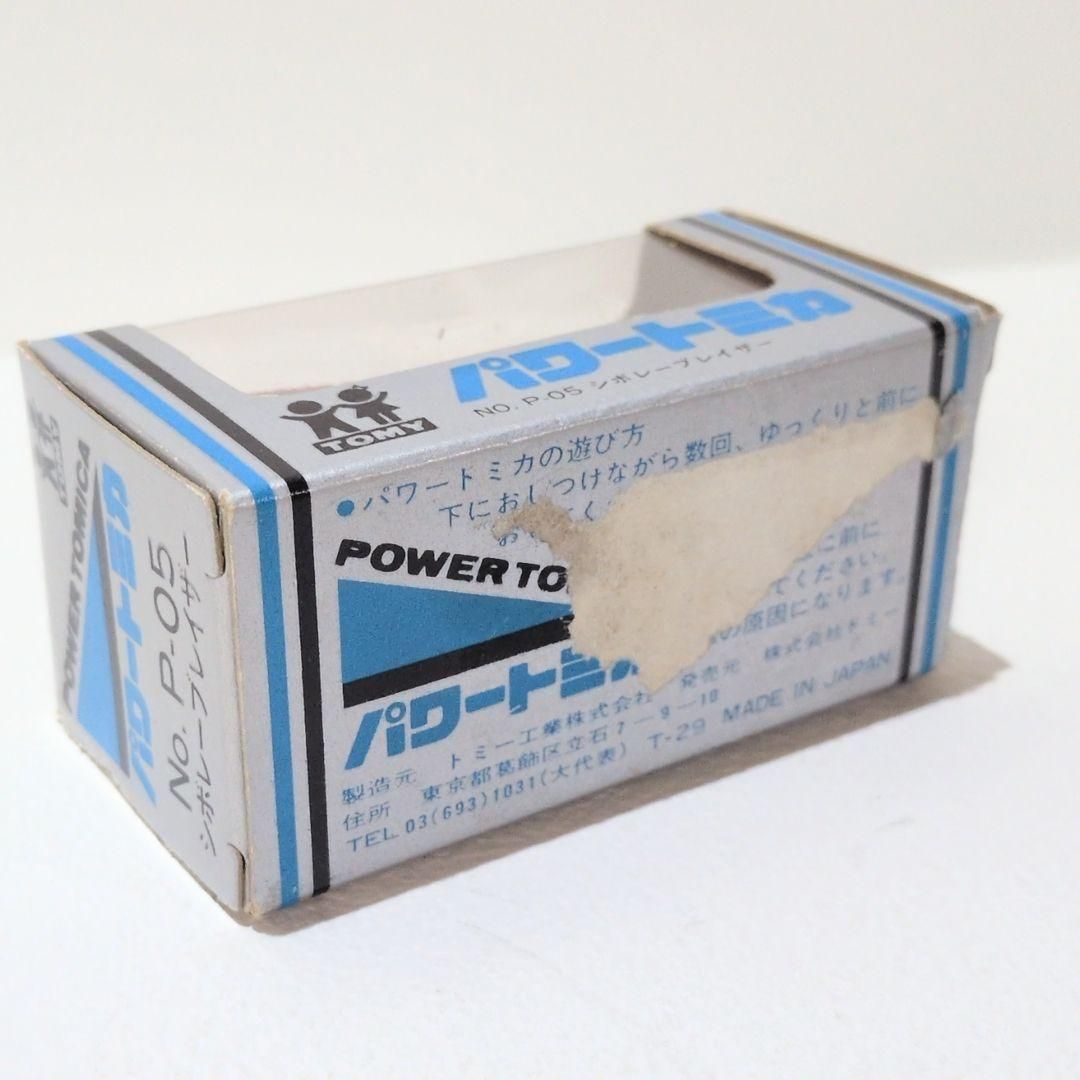 パワートミカ
NO. P-05 シボレーブレイザー
TOMY
POWER TOMICA
パワートミカ
No. P-05
シボレーブレイザー
●パワートミカの遊び方
下におしつけながら数回、ゆっくりと前に
POWER TO
に前に
てください。
の原因になります。
パワートミ
製造元 トミー工業株式会社 発売元 株式会社トミー
住所 東京都葛飾区立石7-9-10
TEL 03(693)1031(大代表) T-29 MADE IN JAPAN